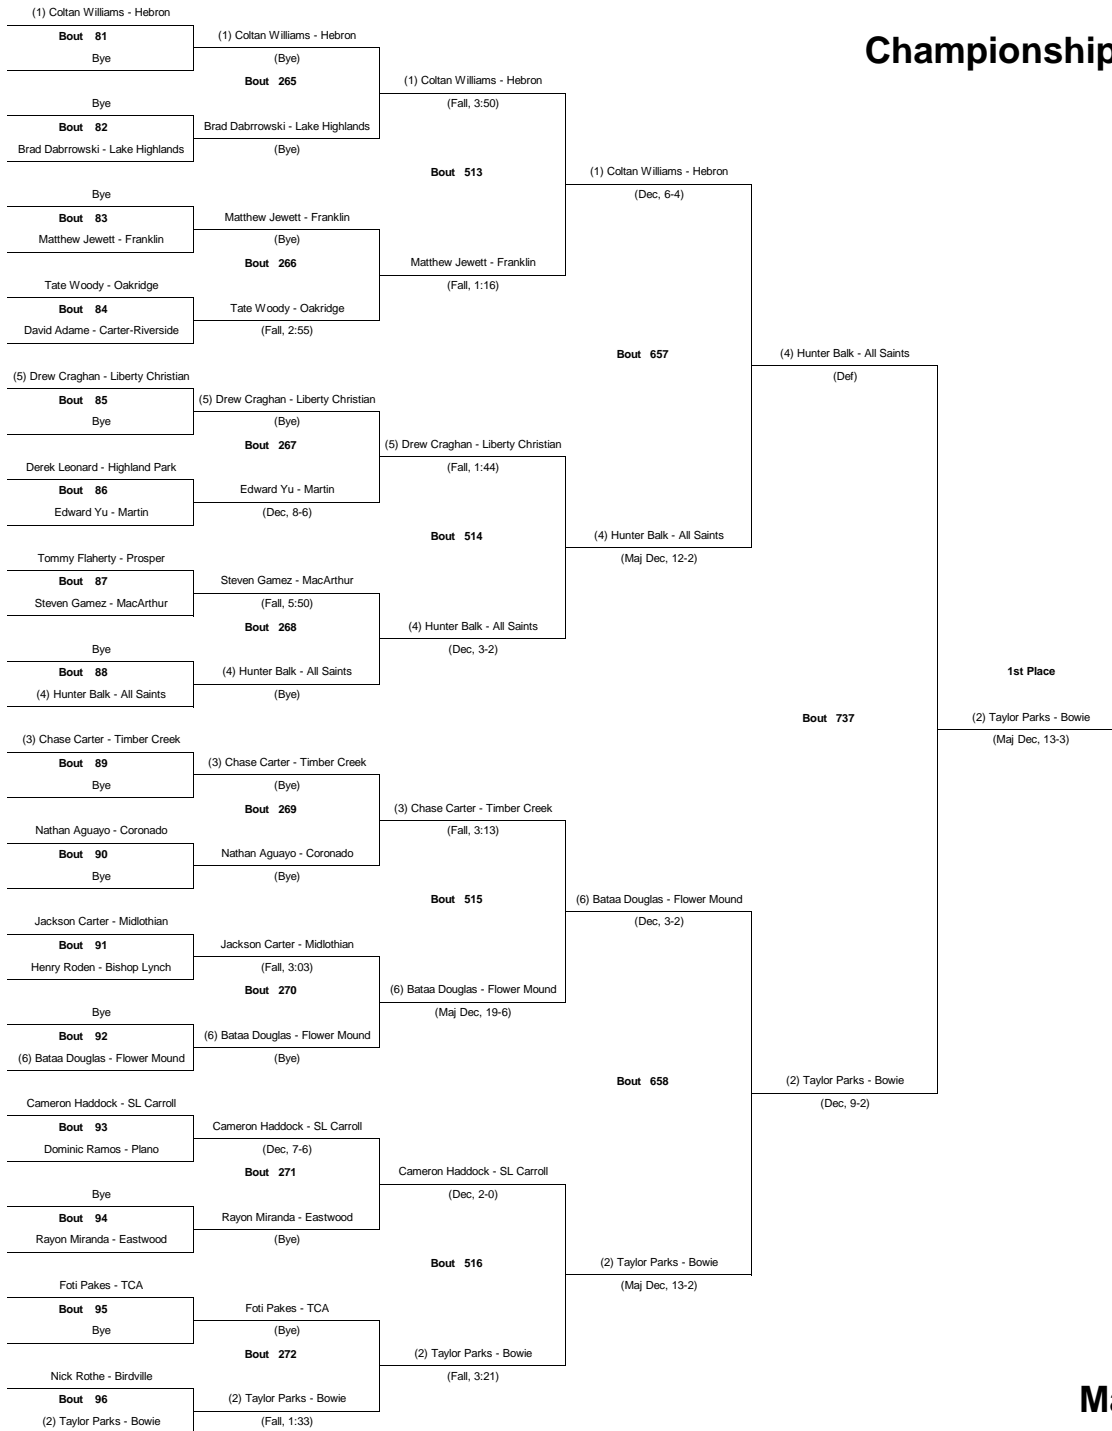 (1) Coltan Williams - Hebron
Bout 81
Bye
Bye
Bout 82
Brad Dabrrowski - Lake Highlands
Bye
Bout 83
Matthew Jewett - Franklin
Tate Woody - Oakridge
Bout 84
David Adame - Carter-Riverside
(5) Drew Craghan - Liberty Christian
Bout 85
Bye
Derek Leonard - Highland Park
Bout 86
Edward Yu - Martin
Tommy Flaherty - Prosper
Bout 87
Steven Gamez - MacArthur
Bye
Bout 88
(4) Hunter Balk - All Saints
(3) Chase Carter - Timber Creek
Bout 89
Bye
Nathan Aguayo - Coronado
Bout 90
Bye
Jackson Carter - Midlothian
Bout 91
Henry Roden - Bishop Lynch
Bye
Bout 92
(6) Bataa Douglas - Flower Mound
Cameron Haddock - SL Carroll
Bout 93
Dominic Ramos - Plano
Bye
Bout 94
Rayon Miranda - Eastwood
Foti Pakes - TCA
Bout 95
Bye
Nick Rothe - Birdville
Bout 96
(2) Taylor Parks - Bowie
(1) Coltan Williams - Hebron
(Bye)
Bout 265
Brad Dabrrowski - Lake Highlands
(Bye)
Matthew Jewett - Franklin
(Bye)
Bout 266
Tate Woody - Oakridge
(Fall, 2:55)
(5) Drew Craghan - Liberty Christian
(Bye)
Bout 267
Edward Yu - Martin
(Dec, 8-6)
Steven Gamez - MacArthur
(Fall, 5:50)
Bout 268
(4) Hunter Balk - All Saints
(Bye)
(3) Chase Carter - Timber Creek
(Bye)
Bout 269
Nathan Aguayo - Coronado
(Bye)
Jackson Carter - Midlothian
(Fall, 3:03)
Bout 270
(6) Bataa Douglas - Flower Mound
(Bye)
Cameron Haddock - SL Carroll
(Dec, 7-6)
Bout 271
Rayon Miranda - Eastwood
(Bye)
Foti Pakes - TCA
(Bye)
Bout 272
(2) Taylor Parks - Bowie
(Fall, 1:33)
(1) Coltan Williams - Hebron
(Fall, 3:50)
Bout 513
Matthew Jewett - Franklin
(Fall, 1:16)
(5) Drew Craghan - Liberty Christian
(Fall, 1:44)
Bout 514
(4) Hunter Balk - All Saints
(Dec, 3-2)
(3) Chase Carter - Timber Creek
(Fall, 3:13)
Bout 515
(6) Bataa Douglas - Flower Mound
(Maj Dec, 19-6)
Cameron Haddock - SL Carroll
(Dec, 2-0)
Bout 516
(2) Taylor Parks - Bowie
(Fall, 3:21)
(1) Coltan Williams - Hebron
(Dec, 6-4)
Bout 657
(4) Hunter Balk - All Saints
(Maj Dec, 12-2)
(6) Bataa Douglas - Flower Mound
(Dec, 3-2)
Bout 658
(2) Taylor Parks - Bowie
(Maj Dec, 13-2)
Championship
(4) Hunter Balk - All Saints
(Def)
Bout 737
(2) Taylor Parks - Bowie
(Dec, 9-2)
1st Place
(2) Taylor Parks - Bowie
(Maj Dec, 13-3)
Ma